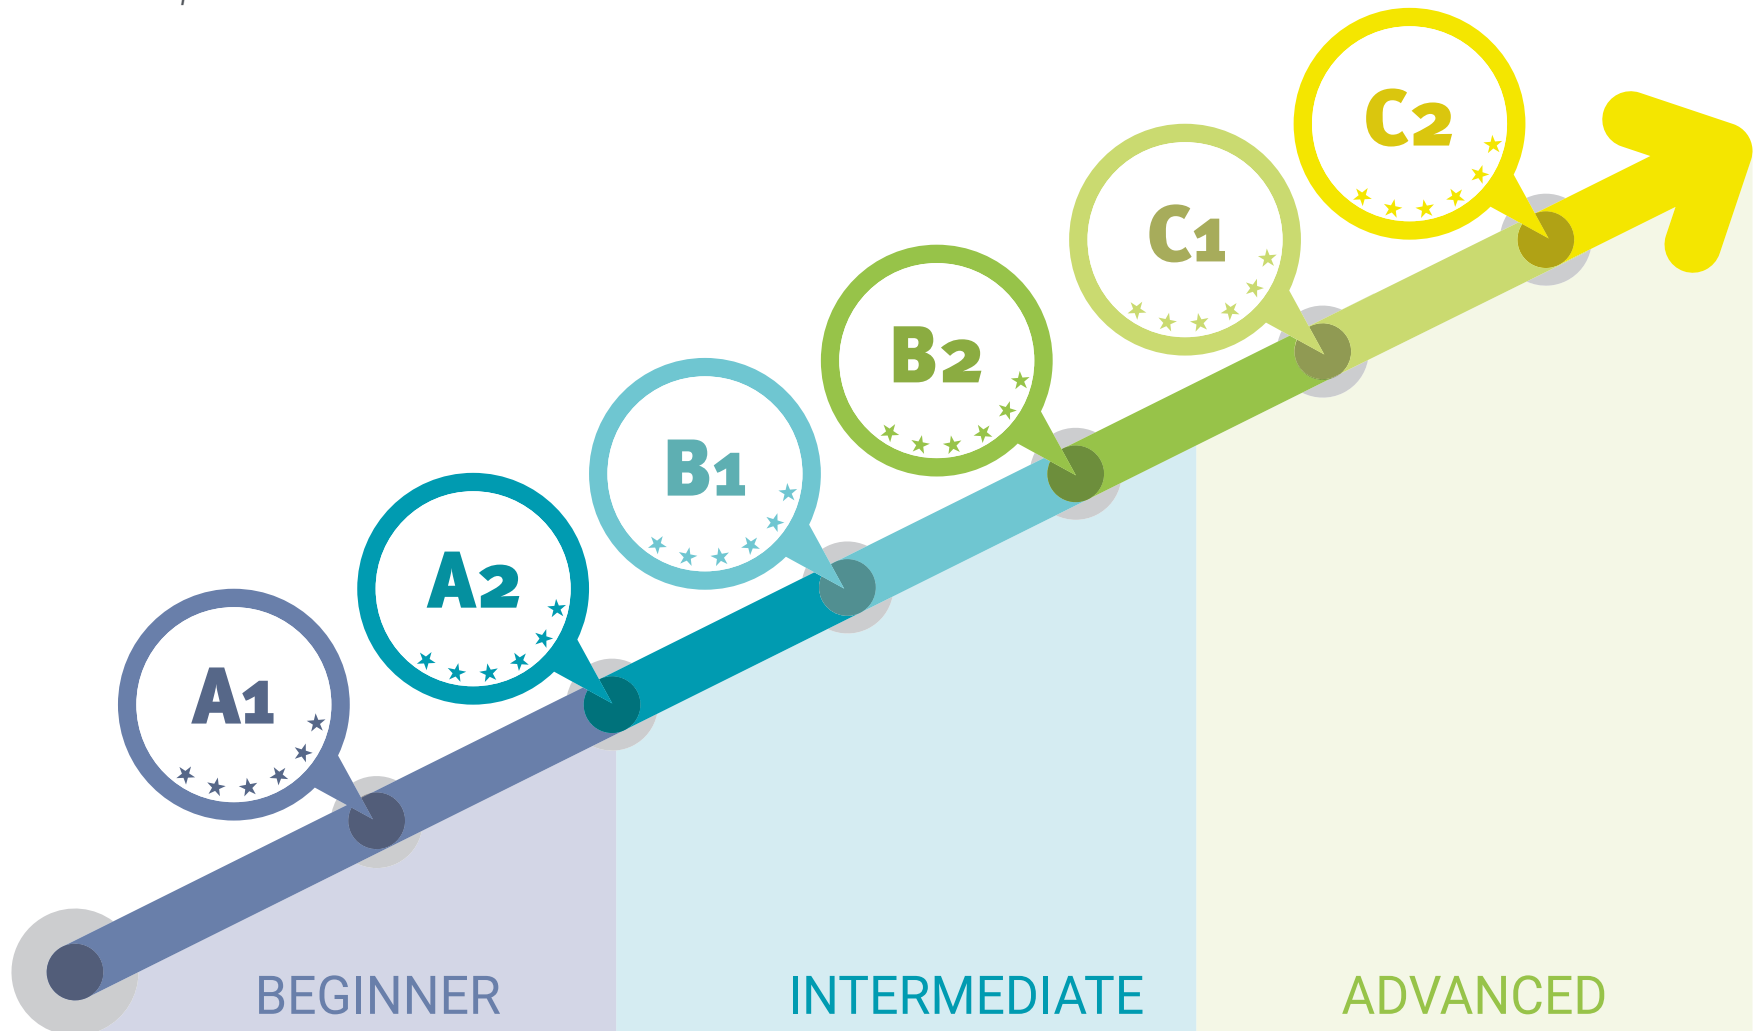 A1
A2
B1
B2
C1
C2
BEGINNER
INTERMEDIATE
ADVANCED